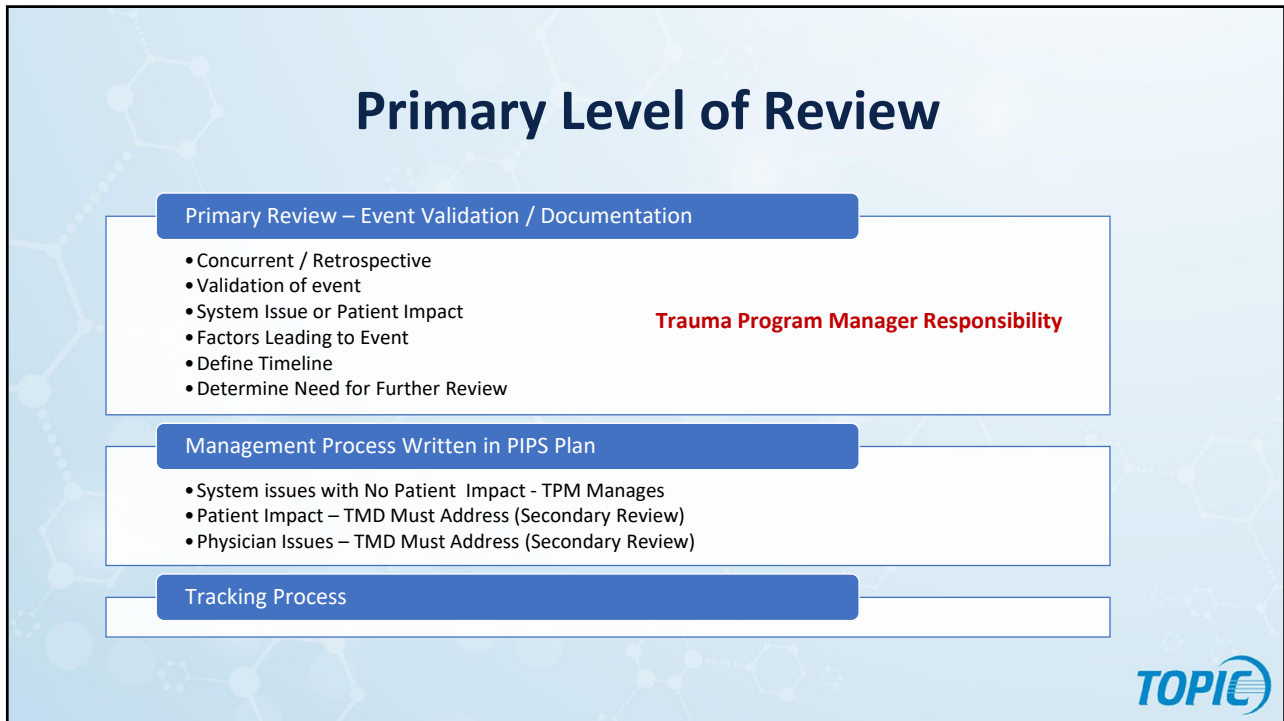 Primary Level of Review
Primary Review – Event Validation / Documentation
•Concurrent / Retrospective
•Validation of event
•System Issue or Patient Impact
•Factors Leading to Event
•Define Timeline
•Determine Need for Further Review
Trauma Program Manager Responsibility
Management Process Written in PIPS Plan
•System issues with No Patient  Impact - TPM Manages
•Patient Impact – TMD Must Address (Secondary Review)
•Physician Issues – TMD Must Address (Secondary Review)
Tracking Process
TOPIC